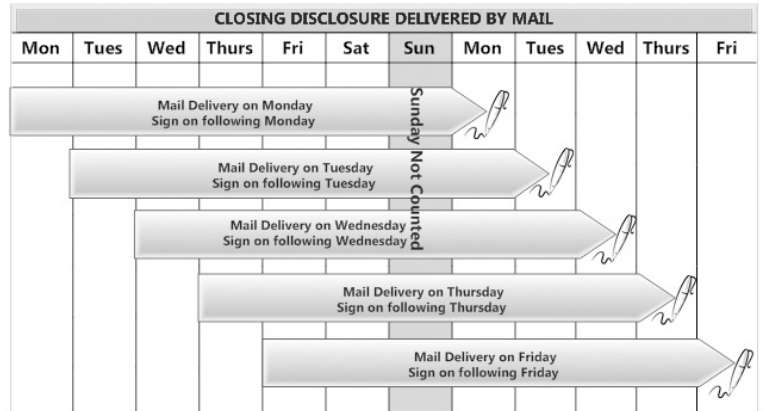 CLOSING DISCLOSURE DELIVERED BY MAIL
Mon Tues Wed Thurs Fri Sat Sun Mon Tues Wed Thurs Fri
Mail Delivery on Monday
Sign on following Monday
Sunday Not Counted
Mail Delivery on Tuesday
Sign on following Tuesday
Mail Delivery on Wednesday
Sign on following Wednesday
Mail Delivery on Thursday
Sign on following Thursday
Mail Delivery on Friday
Sign on following Friday